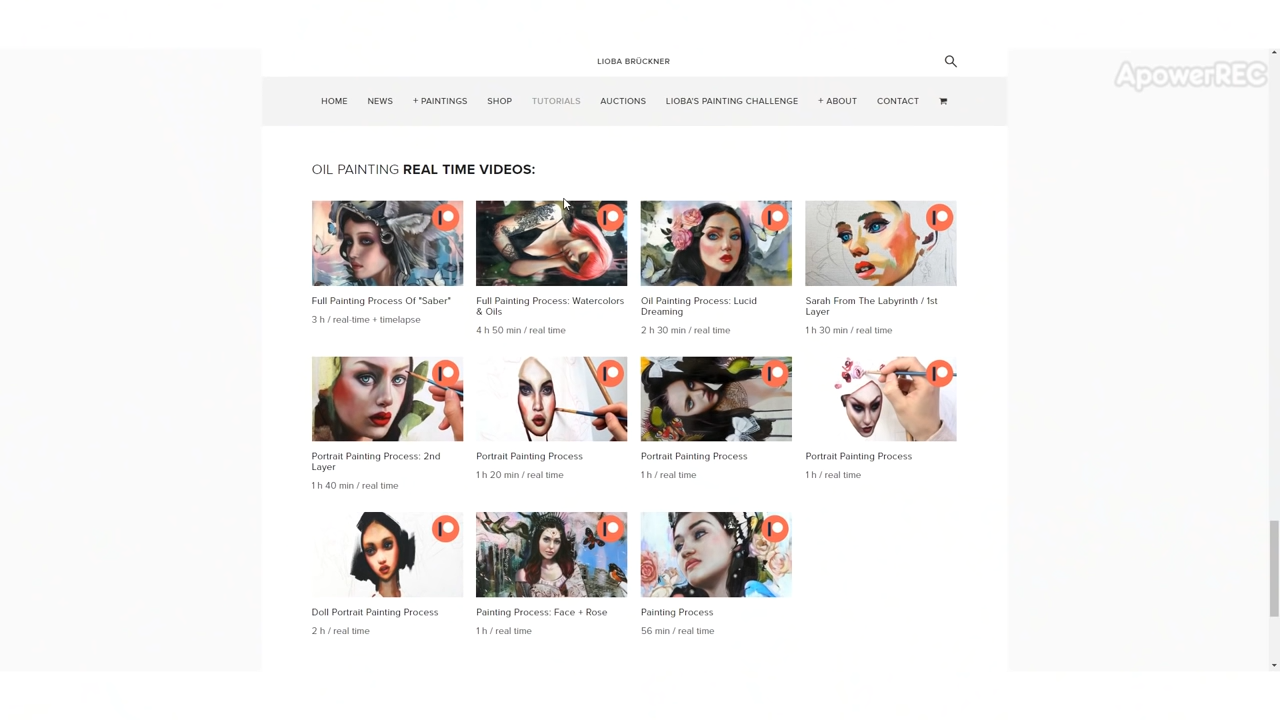 LIOBA BRÜCKNER
ApowerREC
HOME NEWS + PAINTINGS SHOP TUTORIALS AUCTIONS LIOBA'S PAINTING CHALLENGE + ABOUT CONTACT
OIL PAINTING REAL TIME VIDEOS:
Full Painting Process Of "Saber"
3 h / real-time + timelapse
Full Painting Process: Watercolors
& Oils
4 h 50 min / real time
Oil Painting Process: Lucid
Dreaming
2 h 30 min / real time
Sarah From The Labyrinth / 1st
Layer
1 h 30 min / real time
Portrait Painting Process: 2nd
Layer
1 h 40 min / real time
Portrait Painting Process
1 h 20 min / real time
Portrait Painting Process
1 h / real time
Portrait Painting Process
1 h / real time
Doll Portrait Painting Process
2 h / real time
Painting Process: Face + Rose
1 h / real time
Painting Process
56 min / real time